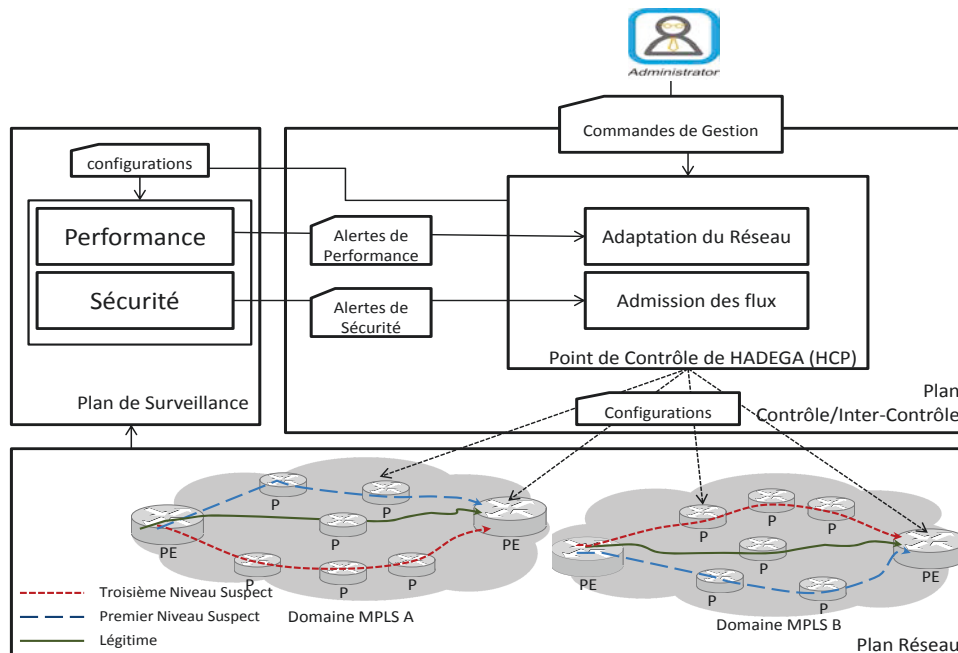 Administrator
Commandes de Gestion
configurations
Performance
Sécurité
Alertes de
Performance
Alertes de
Sécurité
Adaptation du Réseau
Admission des flux
Point de Contrôle de HADEGA (HCP)
Plan de Surveillance
Configurations
Plan
Contrôle/Inter-Contrôle
P
P
P
PE
PE
P
P
P
P
P
P
P
PE
PE
P
P
Troisième Niveau Suspect
Premier Niveau Suspect
Légitime
Domaine MPLS A
Domaine MPLS B
Plan Réseau